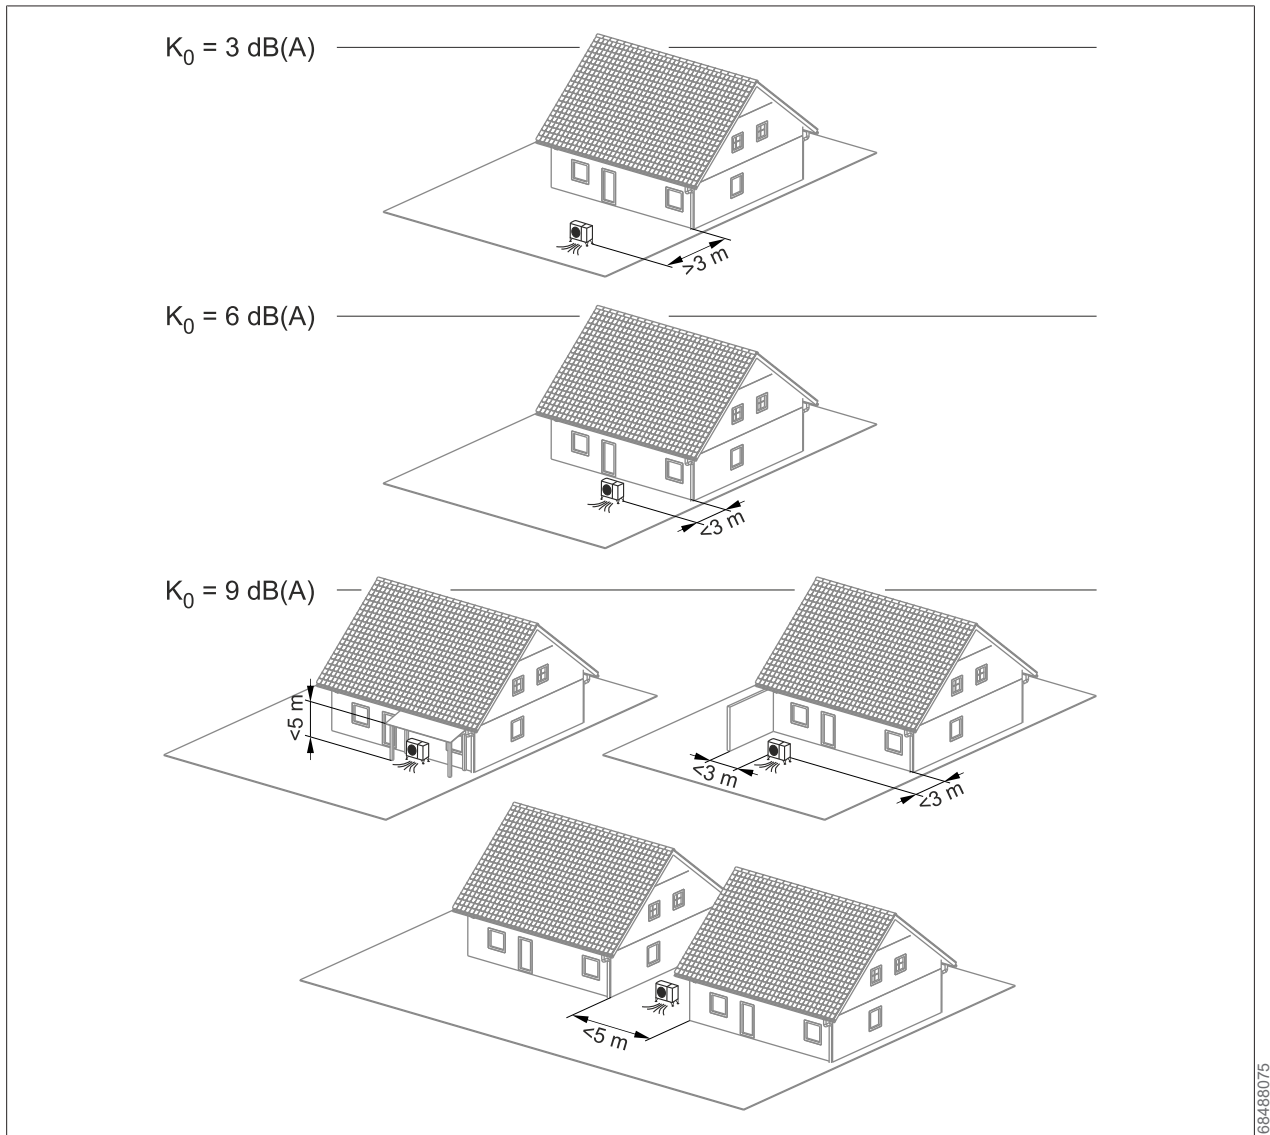 K₀ = 3 dB(A)
>3 m
K₀ = 6 dB(A)
<3 m
K₀ = 9 dB(A)
<5 m
<3 m
<3 m
<5 m
68488075